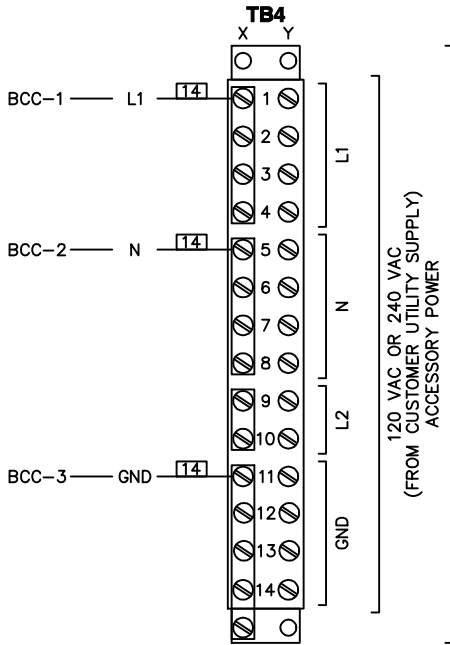 TB4
X Y
BCC-1 L1 14 1
2
3
4
L1
BCC-2 N 14 5
6
7
8
N
9
10
L2
BCC-3 GND 14 11
12
13
14
GND
120 VAC OR 240 VAC
(FROM CUSTOMER UTILITY SUPPLY)
ACCESSORY POWER